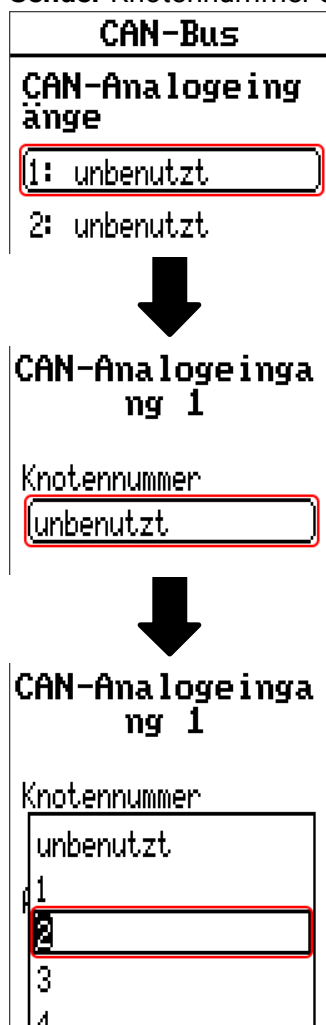 CAN-Bus
CAN-Analogeing
änge
1: unbenutzt
2: unbenutzt
CAN-Analogeinga
ng 1
Knotennummer
unbenutzt
CAN-Analogeinga
ng 1
Knotennummer
unbenutzt
1
2
3
4